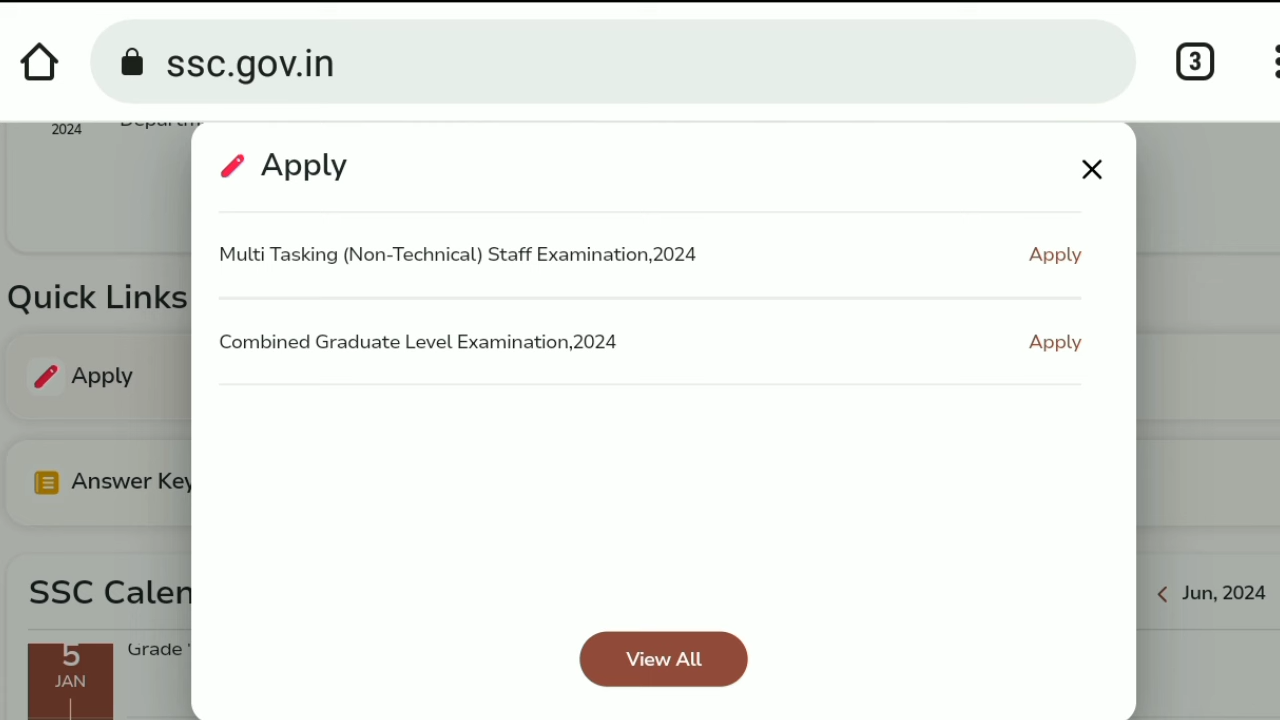 ssc.gov.in
3
2024
Apply
Multi Tasking (Non-Technical) Staff Examination,2024 Apply
Combined Graduate Level Examination,2024 Apply
Quick Links
Apply
Answer Key
SSC Calen
Jun, 2024
5
JAN
Grade
View All